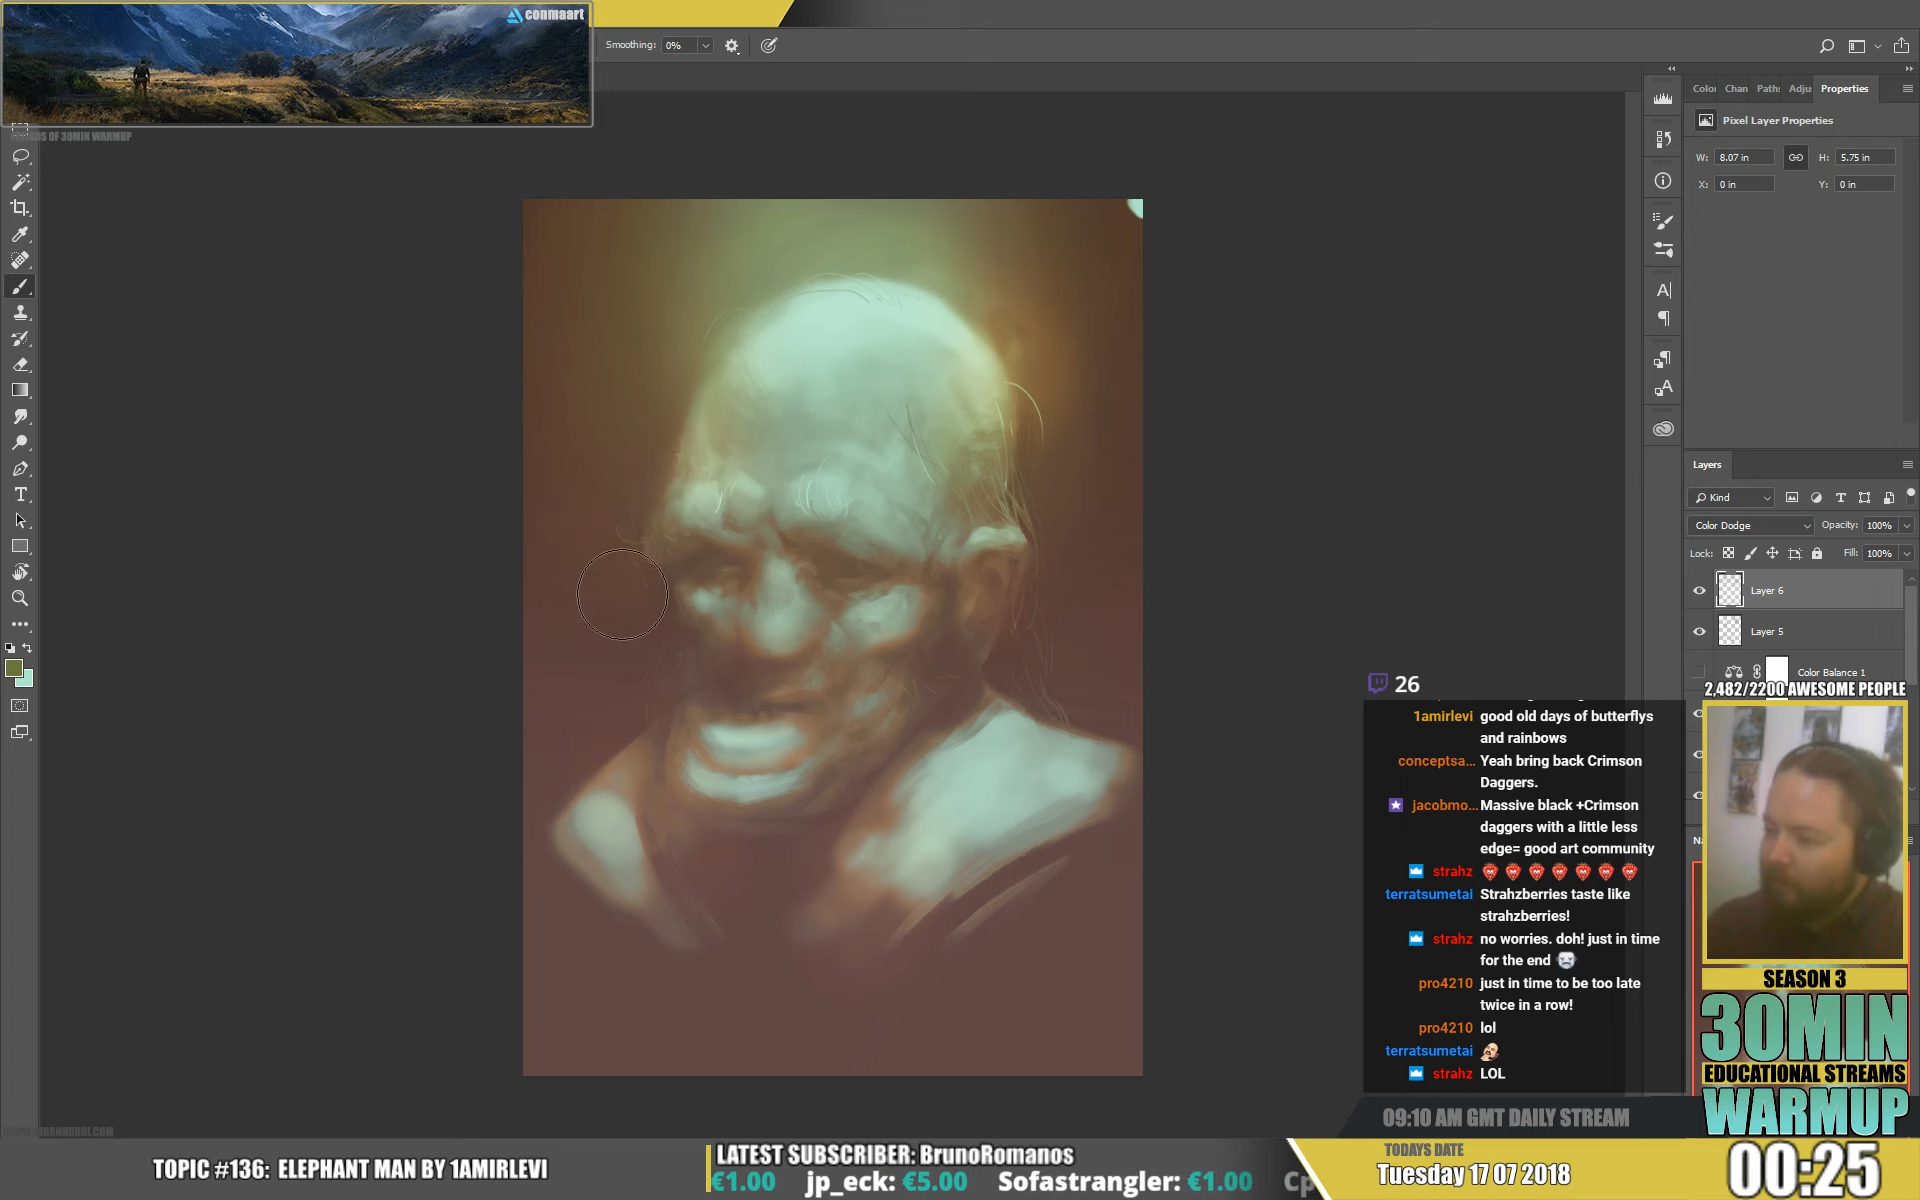 conmaart
Smoothing: 0%
OF 30MIN WARMUP
Chan Paths Adju Properties
Pixel Layer Properties
W: 8.07 in H: 5.75 in
X: 0 in Y: 0 in
Layers
Kind
Color Dodge Opacity: 100%
Lock: Fill: 100%
Layer 6
Layer 5
Color Balance 1
2,482/2200 AWESOME PEOPLE
26
1amirlevi good old days of butterflys
and rainbows
conceptsa... Yeah bring back Crimson
Daggers.
jacobmo... Massive black +Crimson
daggers with a little less
edge= good art community
strahz
terratsumetai Strahzberries taste like
strahzberries!
strahz no worries. doh! just in time
for the end
pro4210 just in time to be too late
twice in a row!
pro4210 lol
terratsumetai
strahz LOL
SEASON 3
30MIN
EDUCATIONAL STREAMS
WARMUP
09:10 AM GMT DAILY STREAM
TOPIC #136: ELEPHANT MAN BY 1AMIRLEVI
LATEST SUBSCRIBER: BrunoRomanos
€1.00 jp_eck: €5.00 Sofastrangler: €1.00 Cp
TODAYS DATE
Tuesday 17 07 2018
00:25